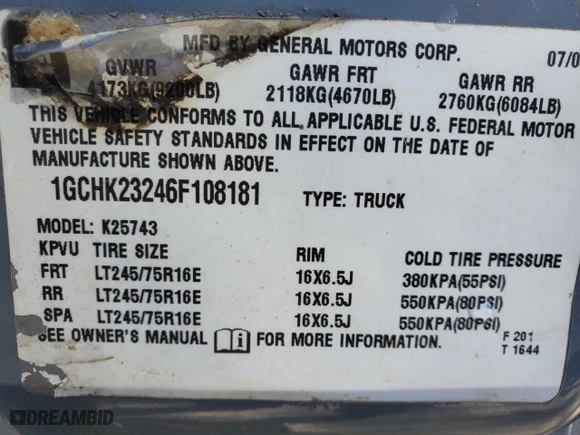 MFD BY GENERAL MOTORS CORP. 07/0
GVWR GAWR FRT GAWR RR
4173KG(9200LB) 2118KG(4670LB) 2760KG(6084LB)
THIS VEHICLE CONFORMS TO ALL APPLICABLE U.S. FEDERAL MOTOR
VEHICLE SAFETY STANDARDS IN EFFECT ON THE DATE OF
MANUFACTURE SHOWN ABOVE.
1GCHK23246F108181 TYPE: TRUCK
MODEL: K25743
KPVU TIRE SIZE RIM COLD TIRE PRESSURE
FRT LT245/75R16E 16X6.5J 380KPA(55PSI)
RR LT245/75R16E 16X6.5J 550KPA(80PSI)
SPA LT245/75R16E 16X6.5J 550KPA(80PSI)
SEE OWNER'S MANUAL FOR MORE INFORMATION.
F 201
T 1644
DREAMBID